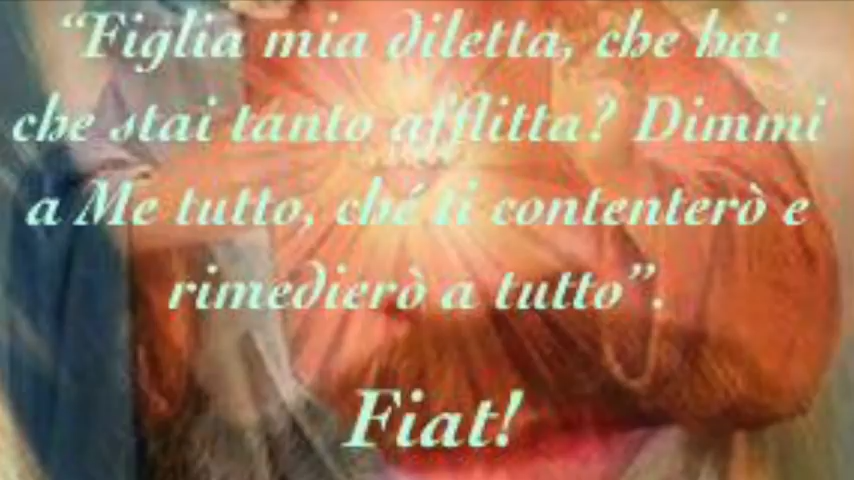 “Figlia mia diletta, che hai
che stai tanto afflitta? Dimmi
a Me tutto, ché ti contenterò e
rimedierò a tutto”.
Fiat!